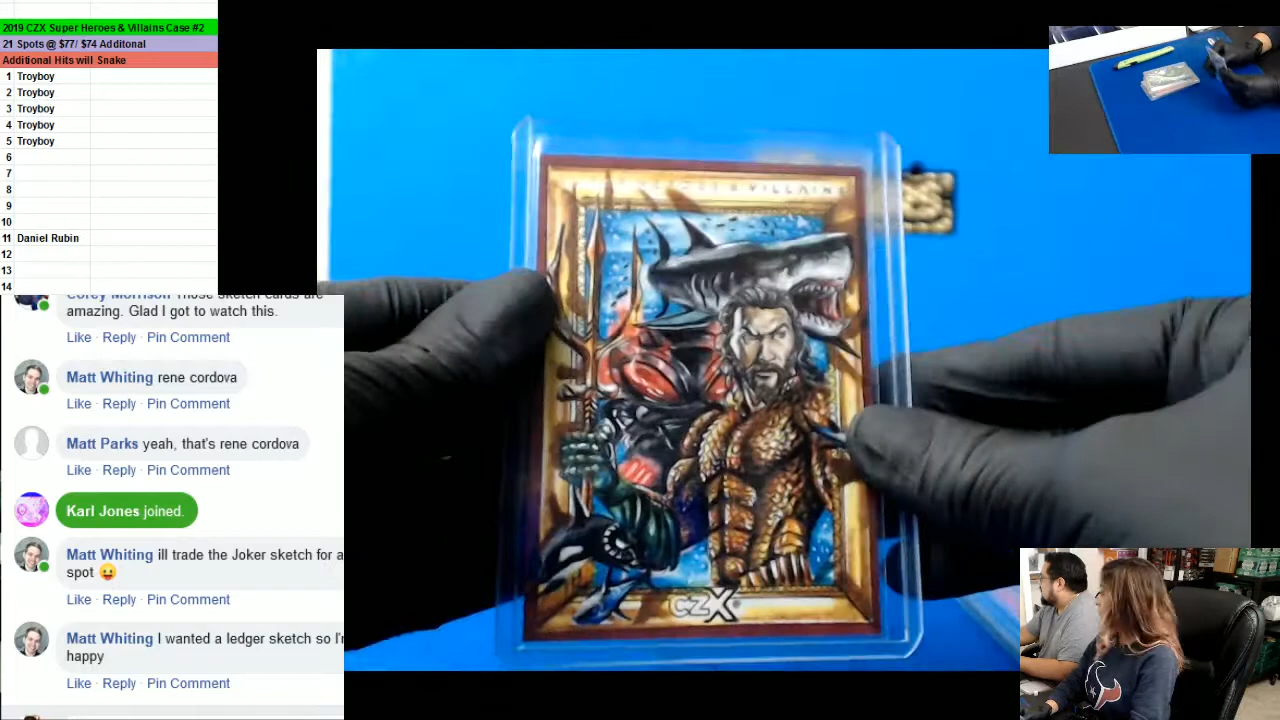 2019 CZX Super Heroes & Villains Case #2
21 Spots @ $77/ $74 Additonal
Additional Hits will Snake
1 Troyboy
2 Troyboy
3 Troyboy
4 Troyboy
5 Troyboy
6
7
8
9
10
11 Daniel Rubin
12
13
14
Corey Morrison Those sketch cards are
amazing. Glad I got to watch this.
Like · Reply · Pin Comment
Matt Whiting rene cordova
Like · Reply · Pin Comment
Matt Parks yeah, that's rene cordova
Like · Reply · Pin Comment
Karl Jones joined.
Matt Whiting ill trade the Joker sketch for a
spot
Like · Reply · Pin Comment
Matt Whiting I wanted a ledger sketch so I'm
happy
Like · Reply · Pin Comment
& VILLAINS
CZX